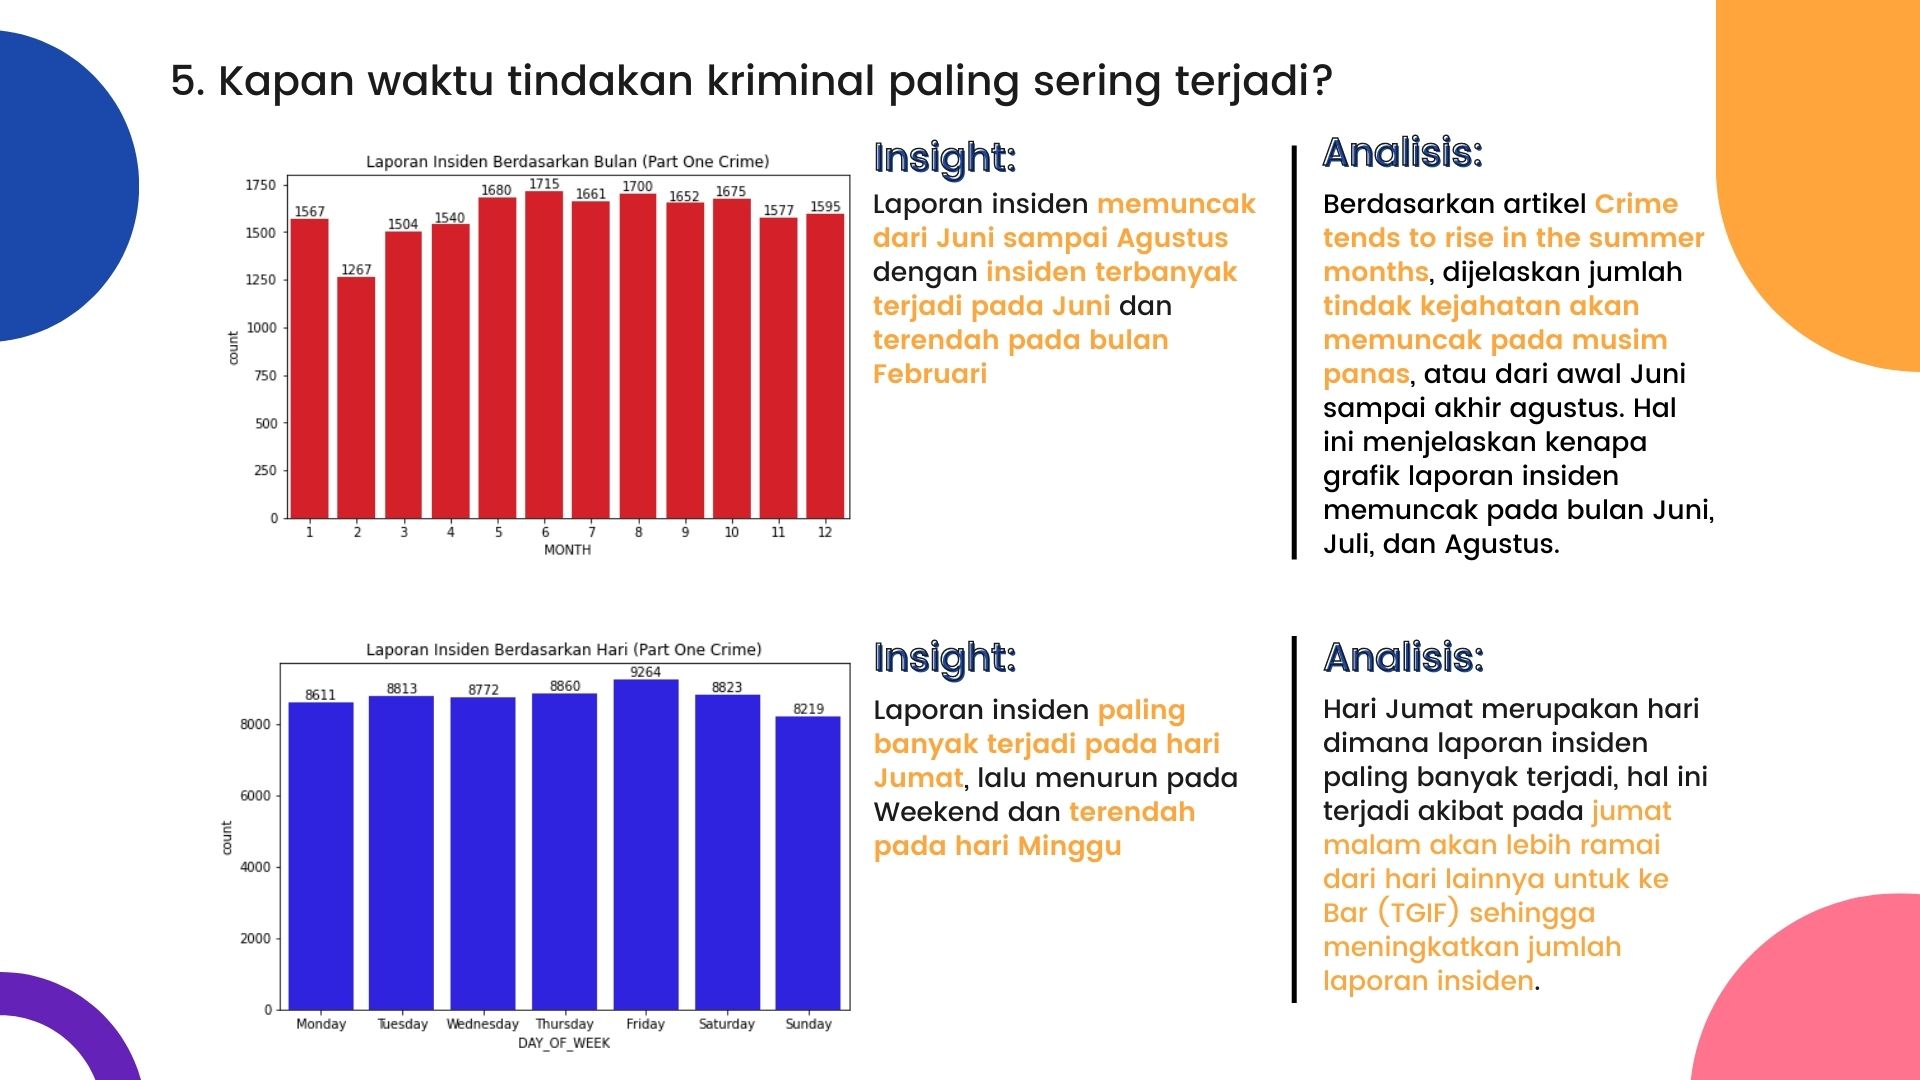 5. Kapan waktu tindakan kriminal paling sering terjadi?
Laporan Insiden Berdasarkan Bulan (Part One Crime)
1750
1500
1250
1000
750
500
250
0
count
1567
1267
1504
1540
1680
1715
1661
1700
1652
1675
1577
1595
1 2 3 4 5 6 7 8 9 10 11 12
MONTH
Insight:
Laporan insiden memuncak
dari Juni sampai Agustus
dengan insiden terbanyak
terjadi pada Juni dan
terendah pada bulan
Februari
Analisis:
Berdasarkan artikel Crime
tends to rise in the summer
months, dijelaskan jumlah
tindak kejahatan akan
memuncak pada musim
panas, atau dari awal Juni
sampai akhir agustus. Hal
ini menjelaskan kenapa
grafik laporan insiden
memuncak pada bulan Juni,
Juli, dan Agustus.
Laporan Insiden Berdasarkan Hari (Part One Crime)
8000
6000
4000
2000
0
count
8611
8813
8772
8860
9264
8823
8219
Monday Tuesday Wednesday Thursday Friday Saturday Sunday
DAY_OF_WEEK
Insight:
Laporan insiden paling
banyak terjadi pada hari
Jumat, lalu menurun pada
Weekend dan terendah
pada hari Minggu
Analisis:
Hari Jumat merupakan hari
dimana laporan insiden
paling banyak terjadi, hal ini
terjadi akibat pada jumat
malam akan lebih ramai
dari hari lainnya untuk ke
Bar (TGIF) sehingga
meningkatkan jumlah
laporan insiden.